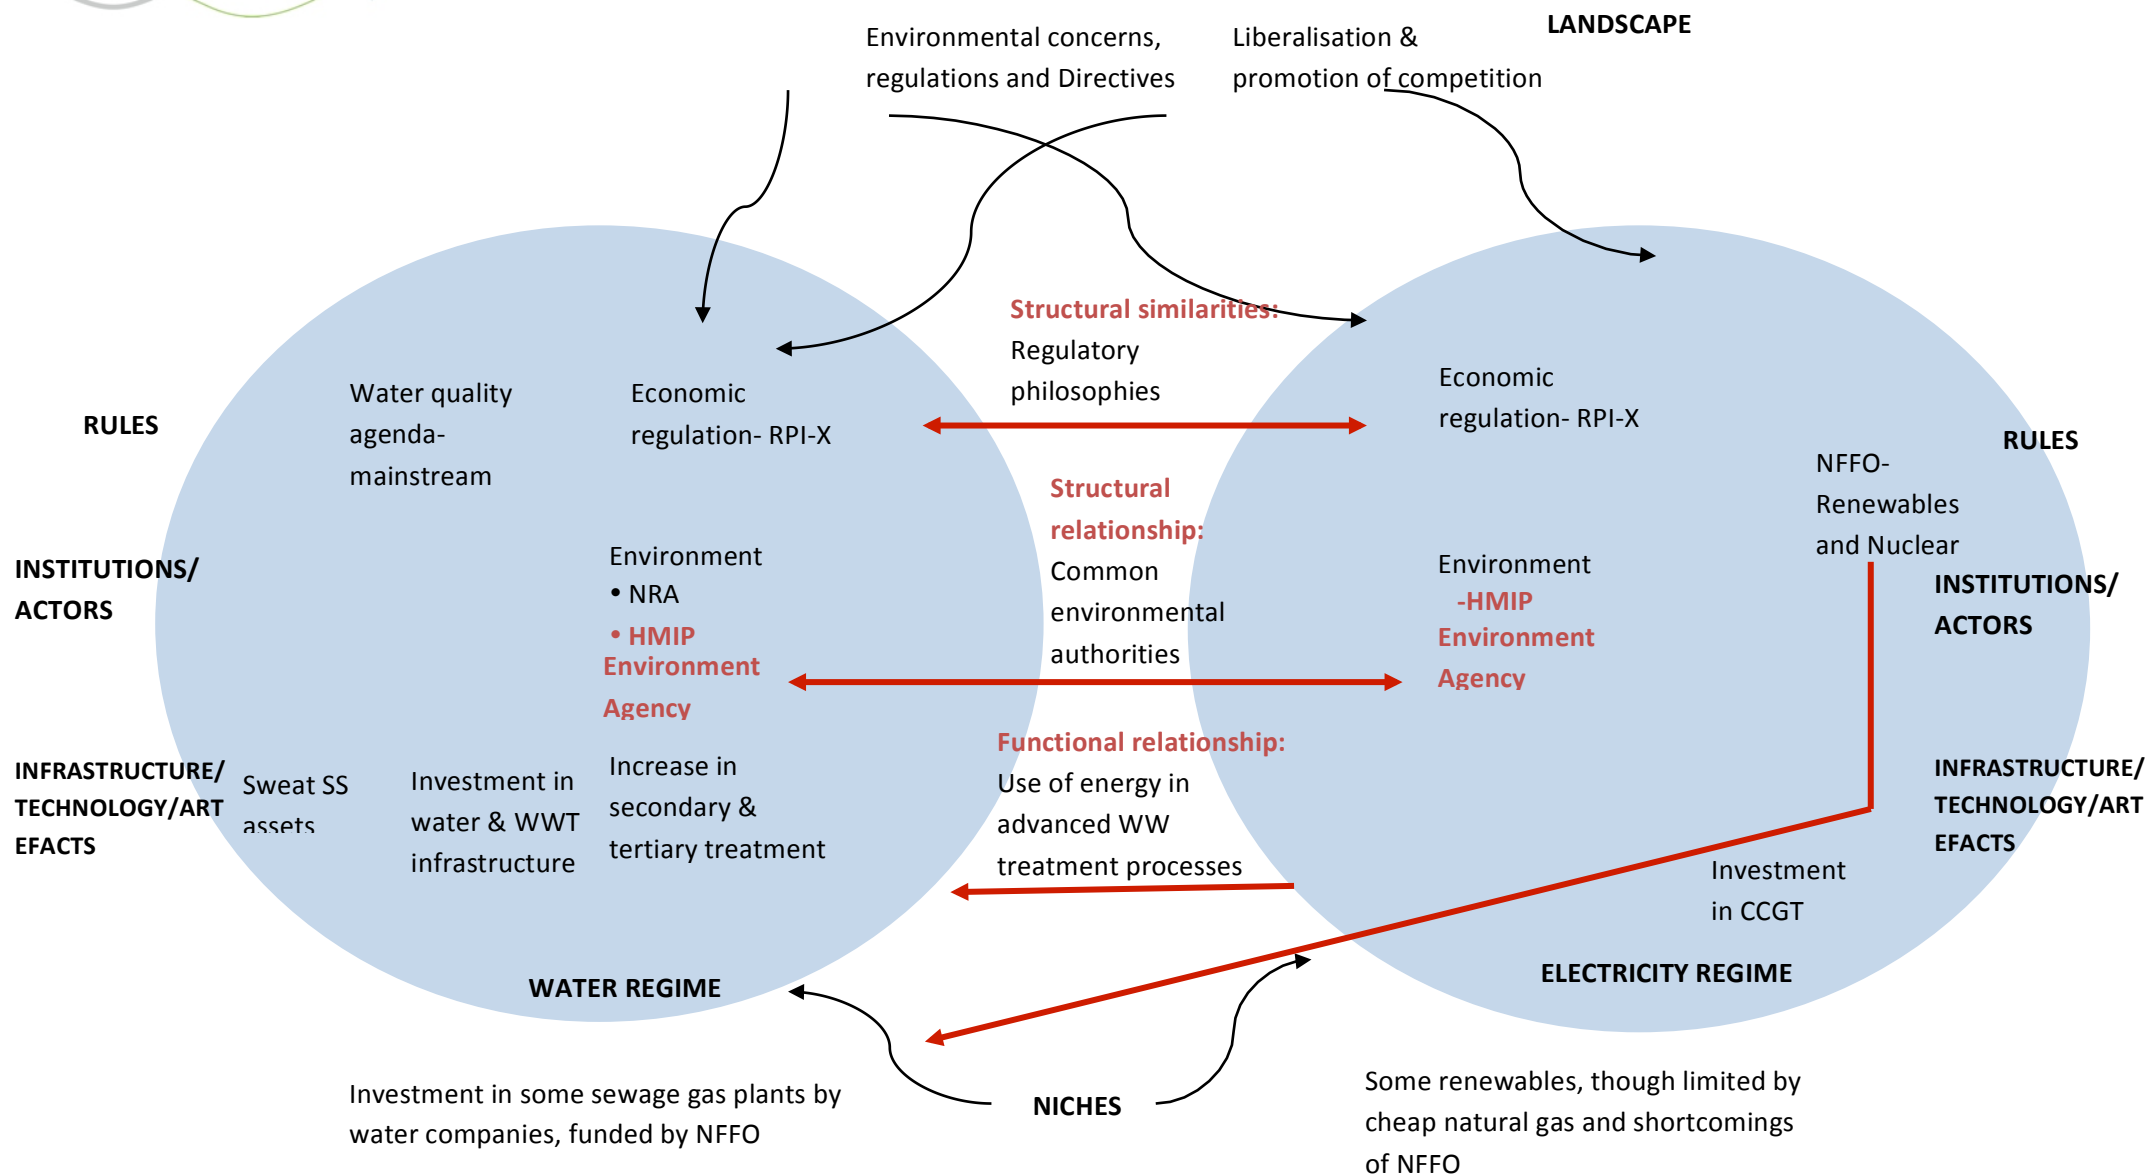 LANDSCAPE
Environmental concerns,
regulations and Directives
Liberalisation &
promotion of competition
Structural similarities:
Regulatory
philosophies
RULES
Water quality
agenda-
mainstream
Economic
regulation- RPI-X
Economic
regulation- RPI-X
RULES
NFFO-
Renewables
and Nuclear
Structural
relationship:
Common
environmental
authorities
INSTITUTIONS/
ACTORS
Environment
• NRA
• HMIP
Environment
Agency
Environment
-HMIP
Environment
Agency
INSTITUTIONS/
ACTORS
Functional relationship:
Use of energy in
advanced WW
treatment processes
INFRASTRUCTURE/
TECHNOLOGY/ART
EFACTS
Sweat SS
assets
Investment in
water & WWT
infrastructure
Increase in
secondary &
tertiary treatment
INFRASTRUCTURE/
TECHNOLOGY/ART
EFACTS
Investment
in CCGT
WATER REGIME
ELECTRICITY REGIME
Investment in some sewage gas plants by
water companies, funded by NFFO
NICHES
Some renewables, though limited by
cheap natural gas and shortcomings
of NFFO